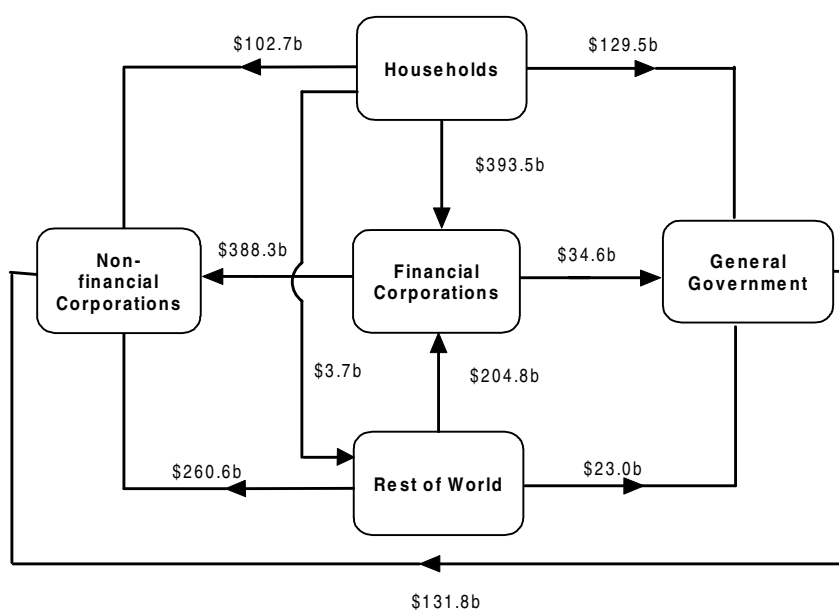 $102.7b
Households
$129.5b
$393.5b
Non-
financial
Corporations
$388.3b
Financial
Corporations
$34.6b
General
Government
$3.7b
$204.8b
$260.6b
Rest of World
$23.0b
$131.8b